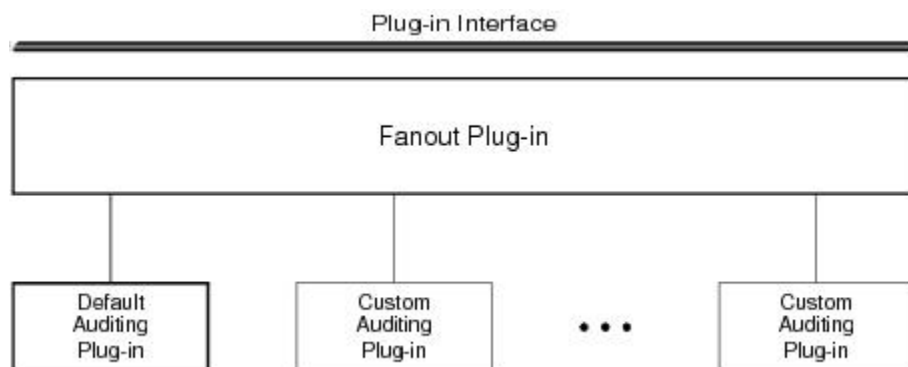 Plug-in Interface
Fanout Plug-in
Default
Auditing
Plug-in
Custom
Auditing
Plug-in
• • •
Custom
Auditing
Plug-in